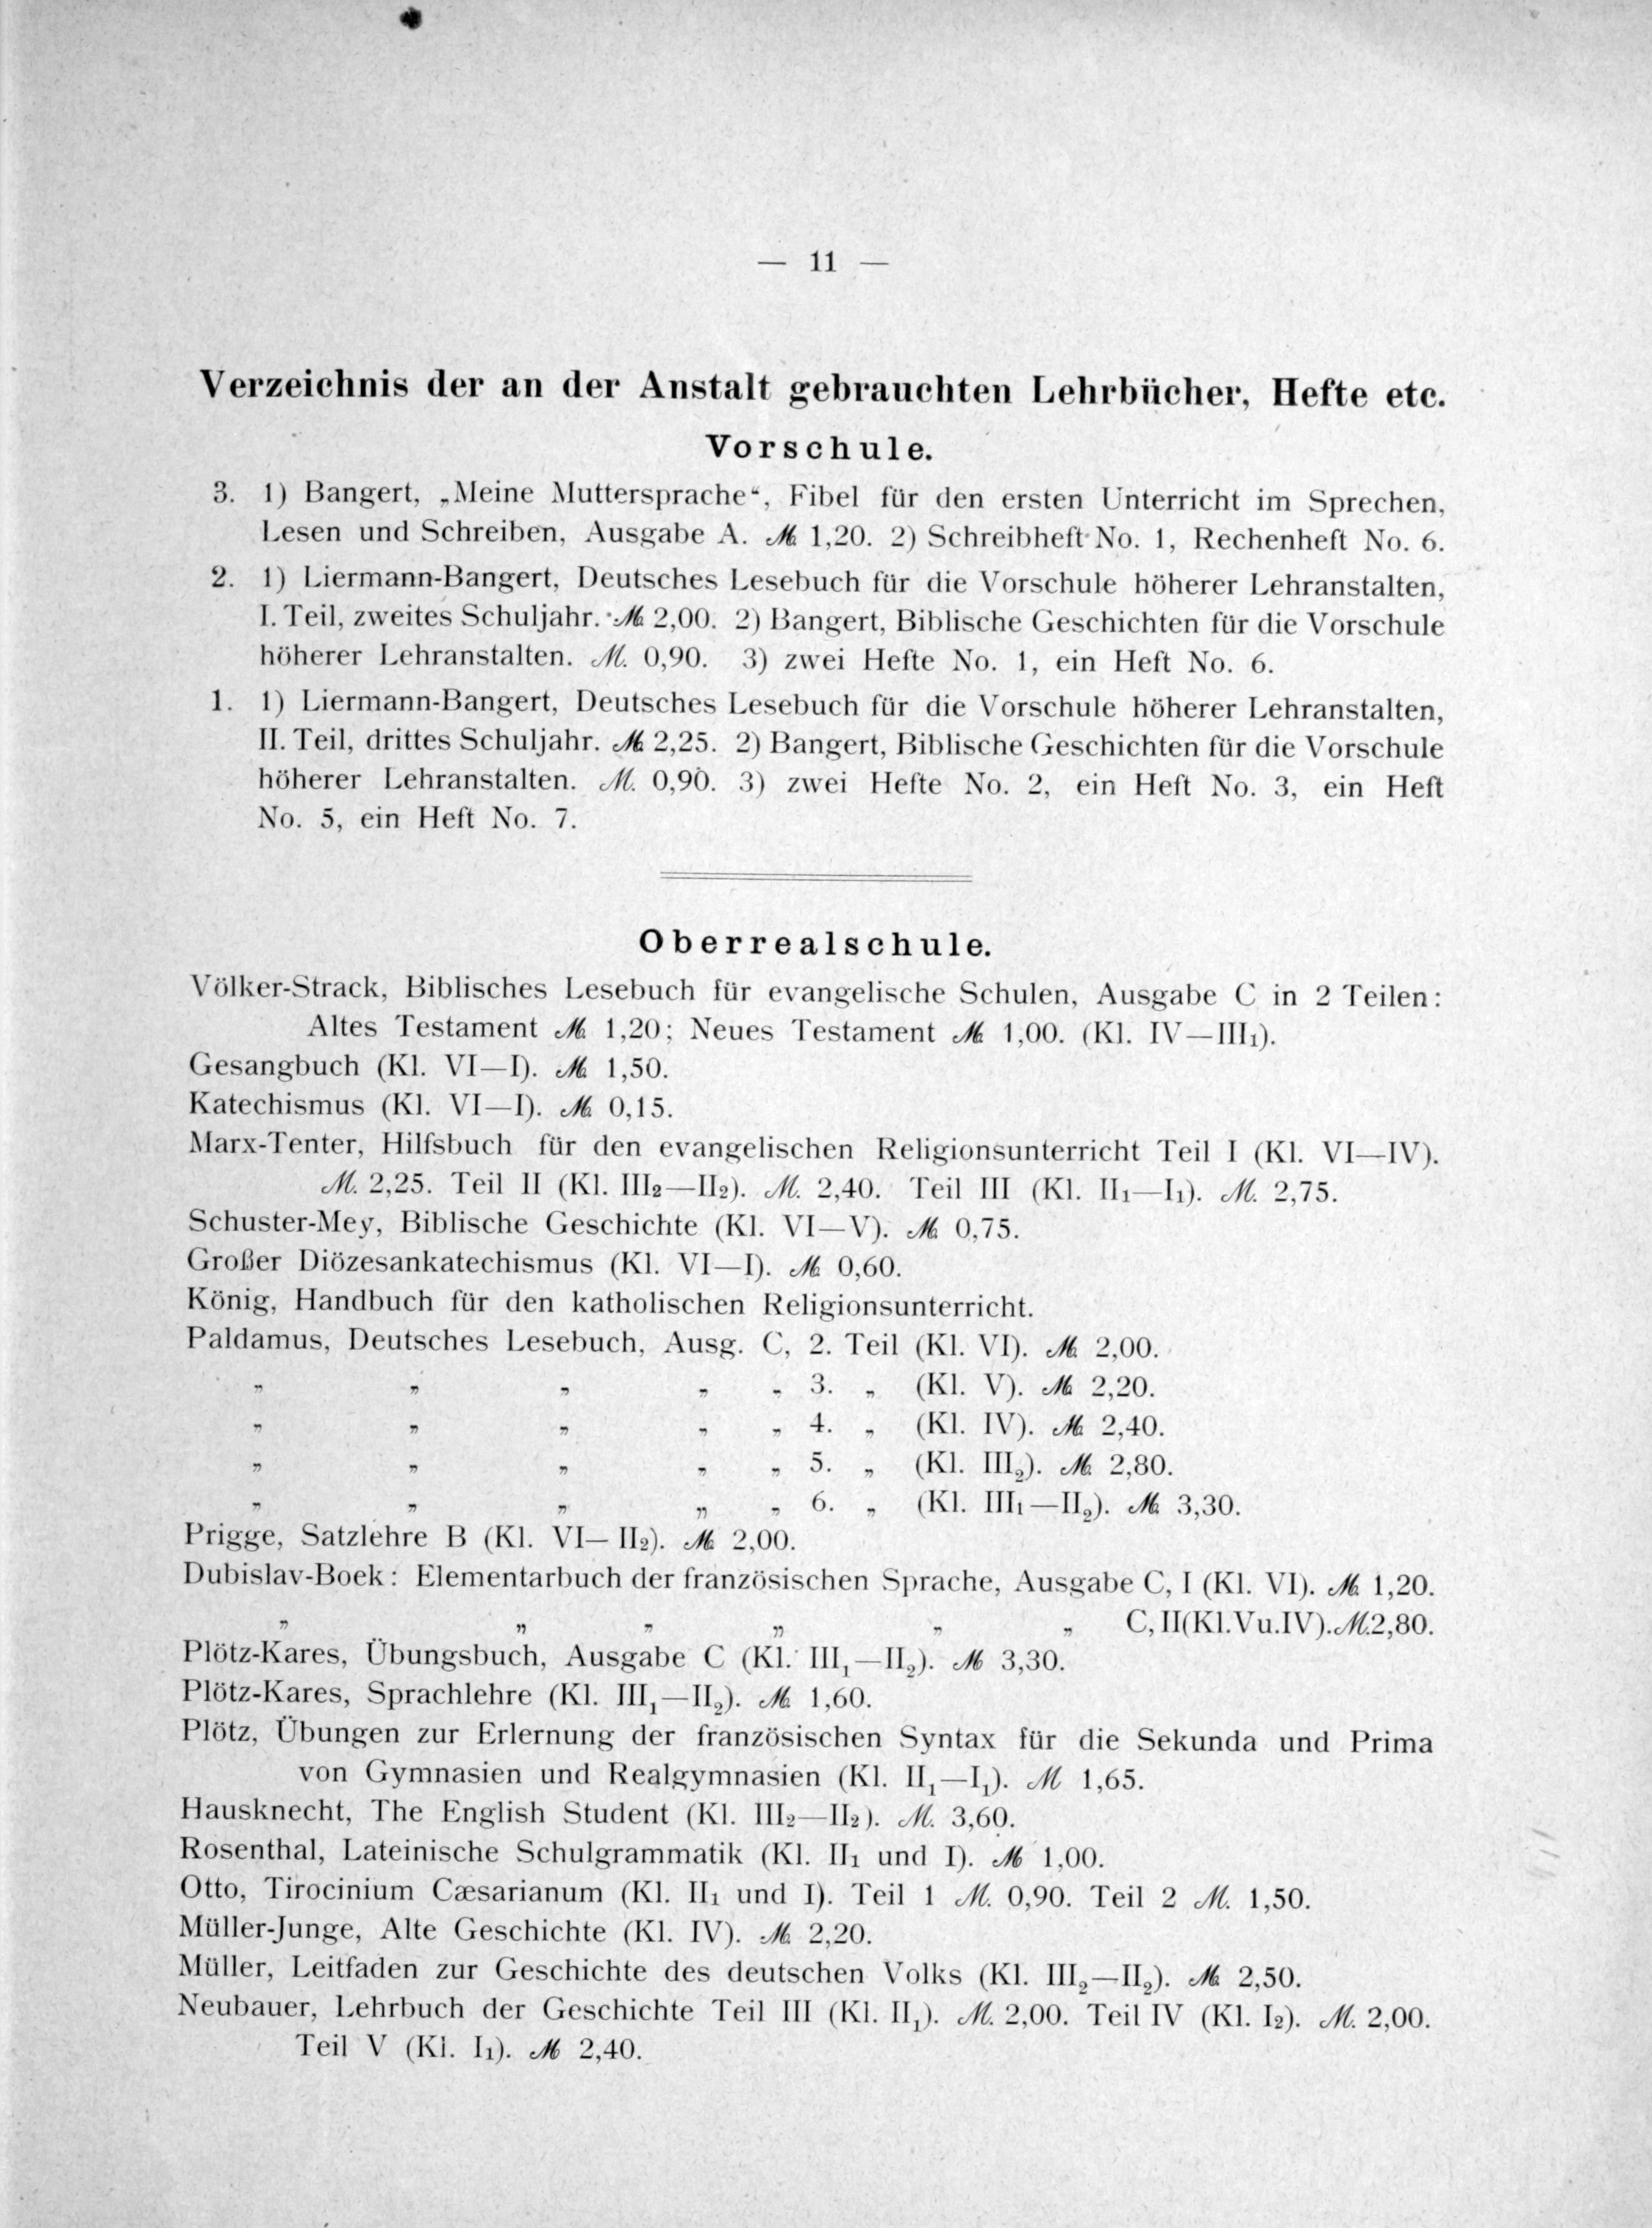 — 11 —
Verzeichnis der an der Anstalt gebrauchten Lehrbücher, Hefte etc.
Vorschule.
3. 1) Bangert, „Meine Muttersprache“, Fibel für den ersten Unterricht im Sprechen,
Lesen und Schreiben, Ausgabe A. ℳ 1,20. 2) Schreibheft No. 1, Rechenheft No. 6.
2. 1) Liermann-Bangert, Deutsches Lesebuch für die Vorschule höherer Lehranstalten,
I. Teil, zweites Schuljahr. ℳ 2,00. 2) Bangert, Biblische Geschichten für die Vorschule
höherer Lehranstalten. ℳ. 0,90. 3) zwei Hefte No. 1, ein Heft No. 6.
1. 1) Liermann-Bangert, Deutsches Lesebuch für die Vorschule höherer Lehranstalten,
II. Teil, drittes Schuljahr. ℳ 2,25. 2) Bangert, Biblische Geschichten für die Vorschule
höherer Lehranstalten. ℳ. 0,90. 3) zwei Hefte No. 2, ein Heft No. 3, ein Heft
No. 5, ein Heft No. 7.
Oberrealschule.
Völker-Strack, Biblisches Lesebuch für evangelische Schulen, Ausgabe C in 2 Teilen:
Altes Testament ℳ 1,20; Neues Testament ℳ 1,00. (Kl. IV—III₁).
Gesangbuch (Kl. VI—I). ℳ 1,50.
Katechismus (Kl. VI—I). ℳ 0,15.
Marx-Tenter, Hilfsbuch für den evangelischen Religionsunterricht Teil I (Kl. VI—IV).
ℳ. 2,25. Teil II (Kl. III₂—II₂). ℳ. 2,40. Teil III (Kl. II₁—I₁). ℳ. 2,75.
Schuster-Mey, Biblische Geschichte (Kl. VI—V). ℳ 0,75.
Großer Diözesankatechismus (Kl. VI—I). ℳ 0,60.
König, Handbuch für den katholischen Religionsunterricht.
Paldamus, Deutsches Lesebuch, Ausg. C, 2. Teil (Kl. VI). ℳ 2,00.
„ „ „ „ „ 3. „ (Kl. V). ℳ 2,20.
„ „ „ „ „ 4. „ (Kl. IV). ℳ 2,40.
„ „ „ „ „ 5. „ (Kl. III₂). ℳ 2,80.
„ „ „ „ „ 6. „ (Kl. III₁—II₂). ℳ 3,30.
Prigge, Satzlehre B (Kl. VI—II₂). ℳ 2,00.
Dubislav-Boek: Elementarbuch der französischen Sprache, Ausgabe C, I (Kl. VI). ℳ 1,20.
„ „ „ „ „ „ C, II (Kl. V u. IV). ℳ. 2,80.
Plötz-Kares, Übungsbuch, Ausgabe C (Kl. III₁—II₂). ℳ 3,30.
Plötz-Kares, Sprachlehre (Kl. III₁—II₂). ℳ 1,60.
Plötz, Übungen zur Erlernung der französischen Syntax für die Sekunda und Prima
von Gymnasien und Realgymnasien (Kl. II₁—I₁). ℳ 1,65.
Hausknecht, The English Student (Kl. III₂—II₂). ℳ. 3,60.
Rosenthal, Lateinische Schulgrammatik (Kl. II₁ und I). ℳ 1,00.
Otto, Tirocinium Cæsarianum (Kl. II₁ und I). Teil 1 ℳ. 0,90. Teil 2 ℳ. 1,50.
Müller-Junge, Alte Geschichte (Kl. IV). ℳ 2,20.
Müller, Leitfaden zur Geschichte des deutschen Volks (Kl. III₂—II₂). ℳ 2,50.
Neubauer, Lehrbuch der Geschichte Teil III (Kl. II₁). ℳ. 2,00. Teil IV (Kl. I₂). ℳ. 2,00.
Teil V (Kl. I₁). ℳ 2,40.